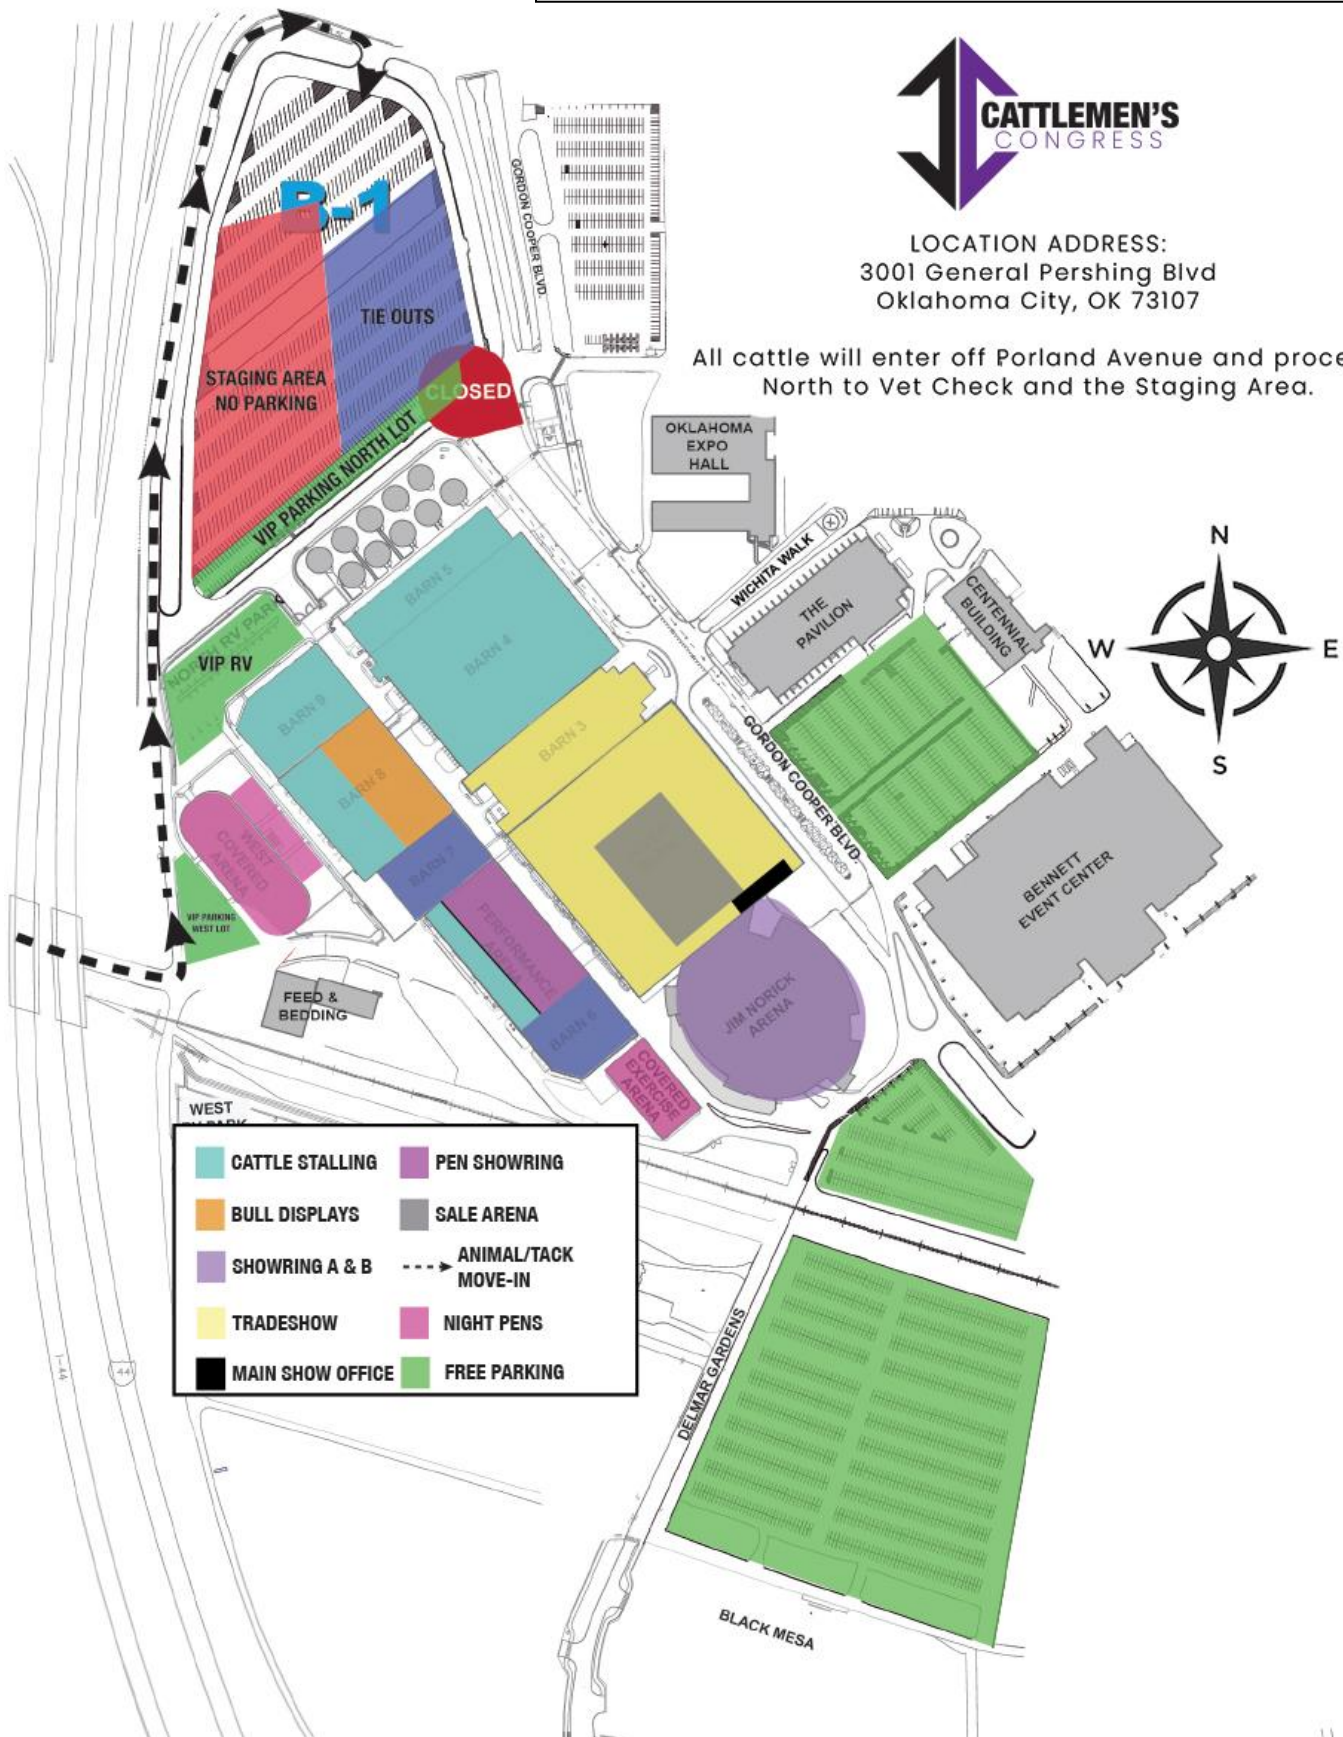 CATTLEMEN'S
CONGRESS
LOCATION ADDRESS:
3001 General Pershing Blvd
Oklahoma City, OK 73107
All cattle will enter off Porland Avenue and proce
North to Vet Check and the Staging Area.
B-1
GORDON COOPER BLVD.
TIE OUTS
STAGING AREA
NO PARKING
CLOSED
VIP PARKING NORTH LOT
OKLAHOMA
EXPO
HALL
WICHITA WALK
THE
PAVILION
CENTENNIAL
BUILDING
N
W
E
S
BARN 5
BARN 4
NORTH RV PARK
VIP RV
BARN 9
BARN 3
BARN 8
GORDON COOPER BLVD.
WEST
COVERED
ARENA
BARN 7
BENNETT
EVENT CENTER
VIP PARKING
WEST LOT
PERFORMANCE
ARENA
JIM NORICK
ARENA
FEED &
BEDDING
BARN 6
COVERED
EXERCISE
ARENA
WEST
CATTLE STALLING
PEN SHOWRING
BULL DISPLAYS
SALE ARENA
SHOWRING A & B
ANIMAL/TACK
MOVE-IN
TRADESHOW
NIGHT PENS
MAIN SHOW OFFICE
FREE PARKING
I-44
44
DELMAR GARDENS
BLACK MESA